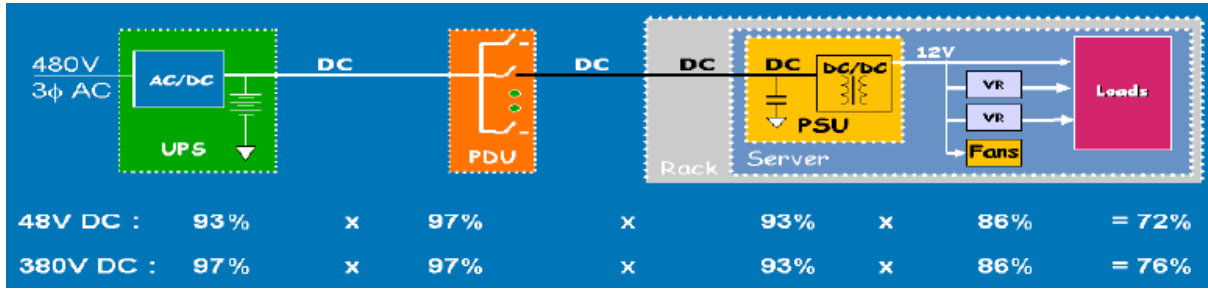 480V
3ϕ AC
AC/DC
UPS
DC
PDU
DC
DC
DC
DC/DC
PSU
12V
VR
VR
Fans
Loads
Server
Rack
48V DC : 93% x 97% x 93% x 86% = 72%
380V DC : 97% x 97% x 93% x 86% = 76%